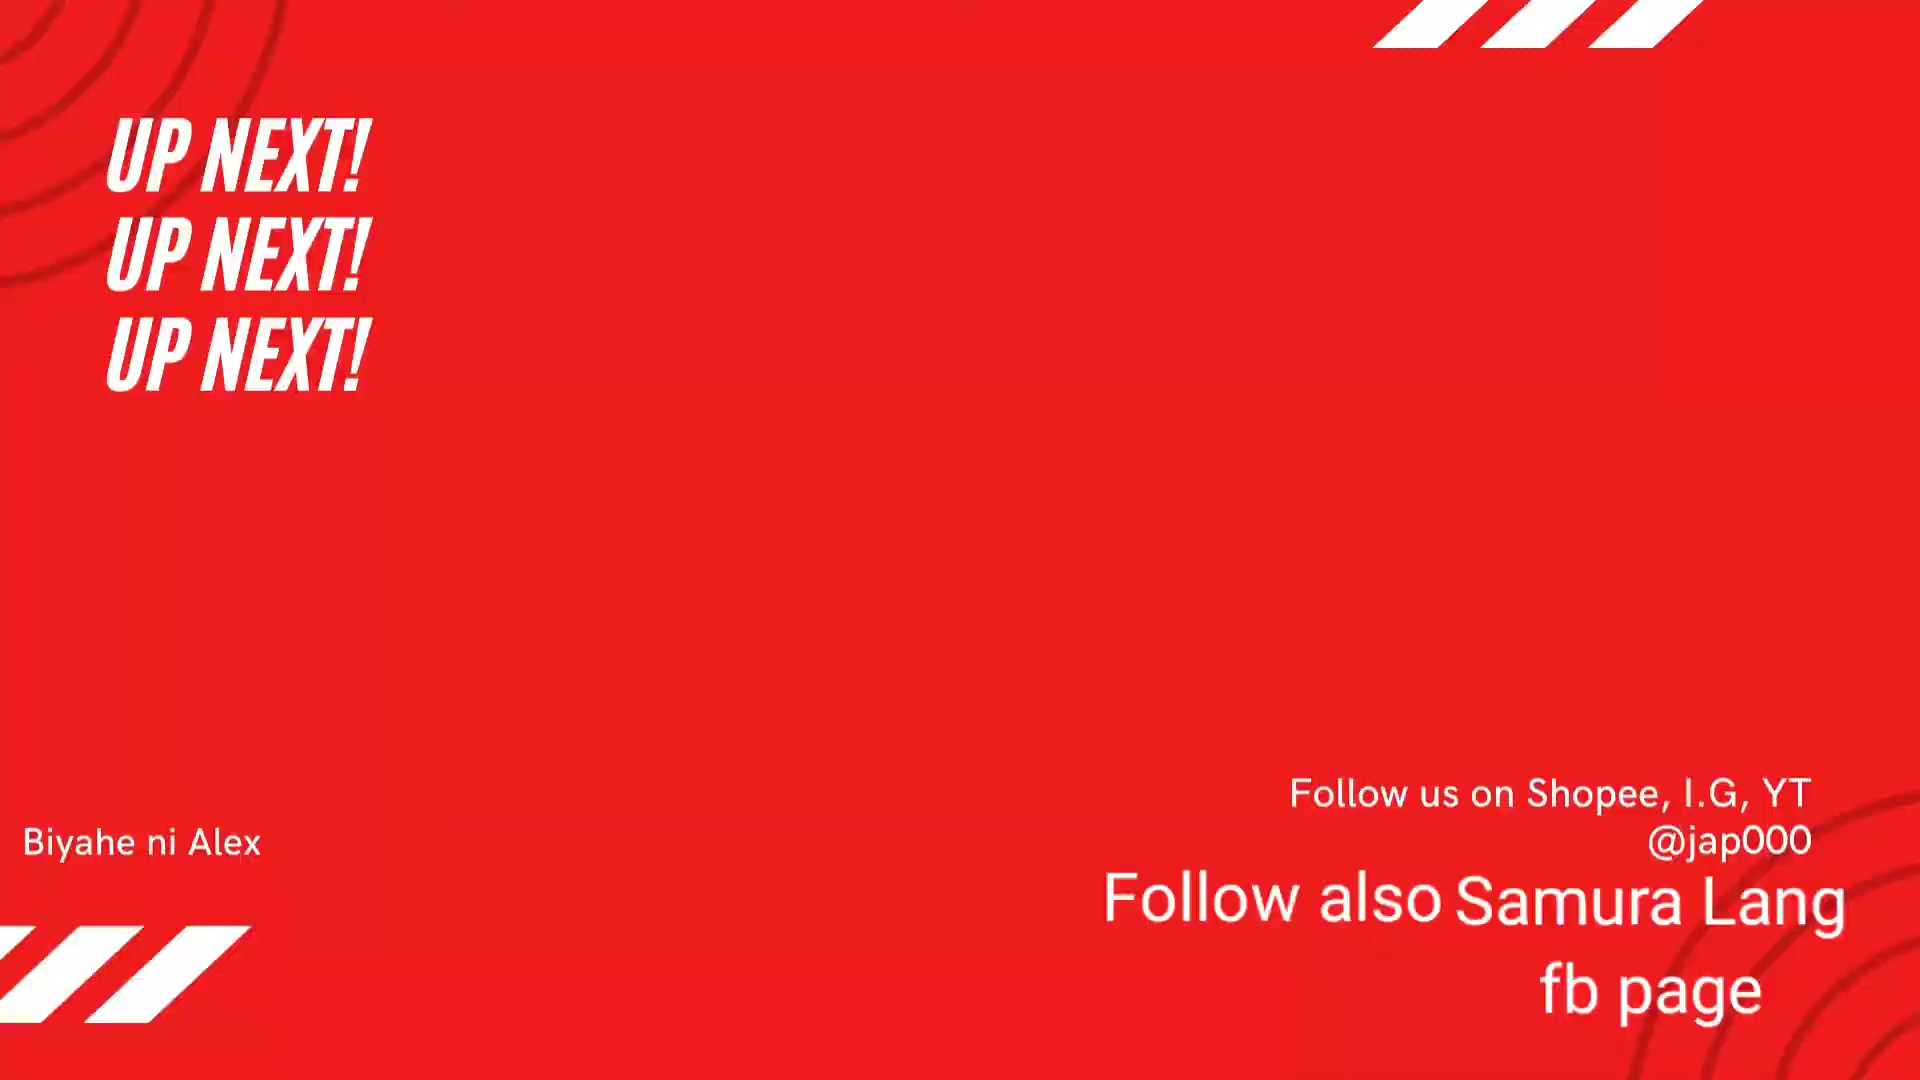 UP NEXT!
UP NEXT!
UP NEXT!
Biyahe ni Alex
Follow us on Shopee, I.G, YT
@jap000
Follow also Samura Lang
fb page